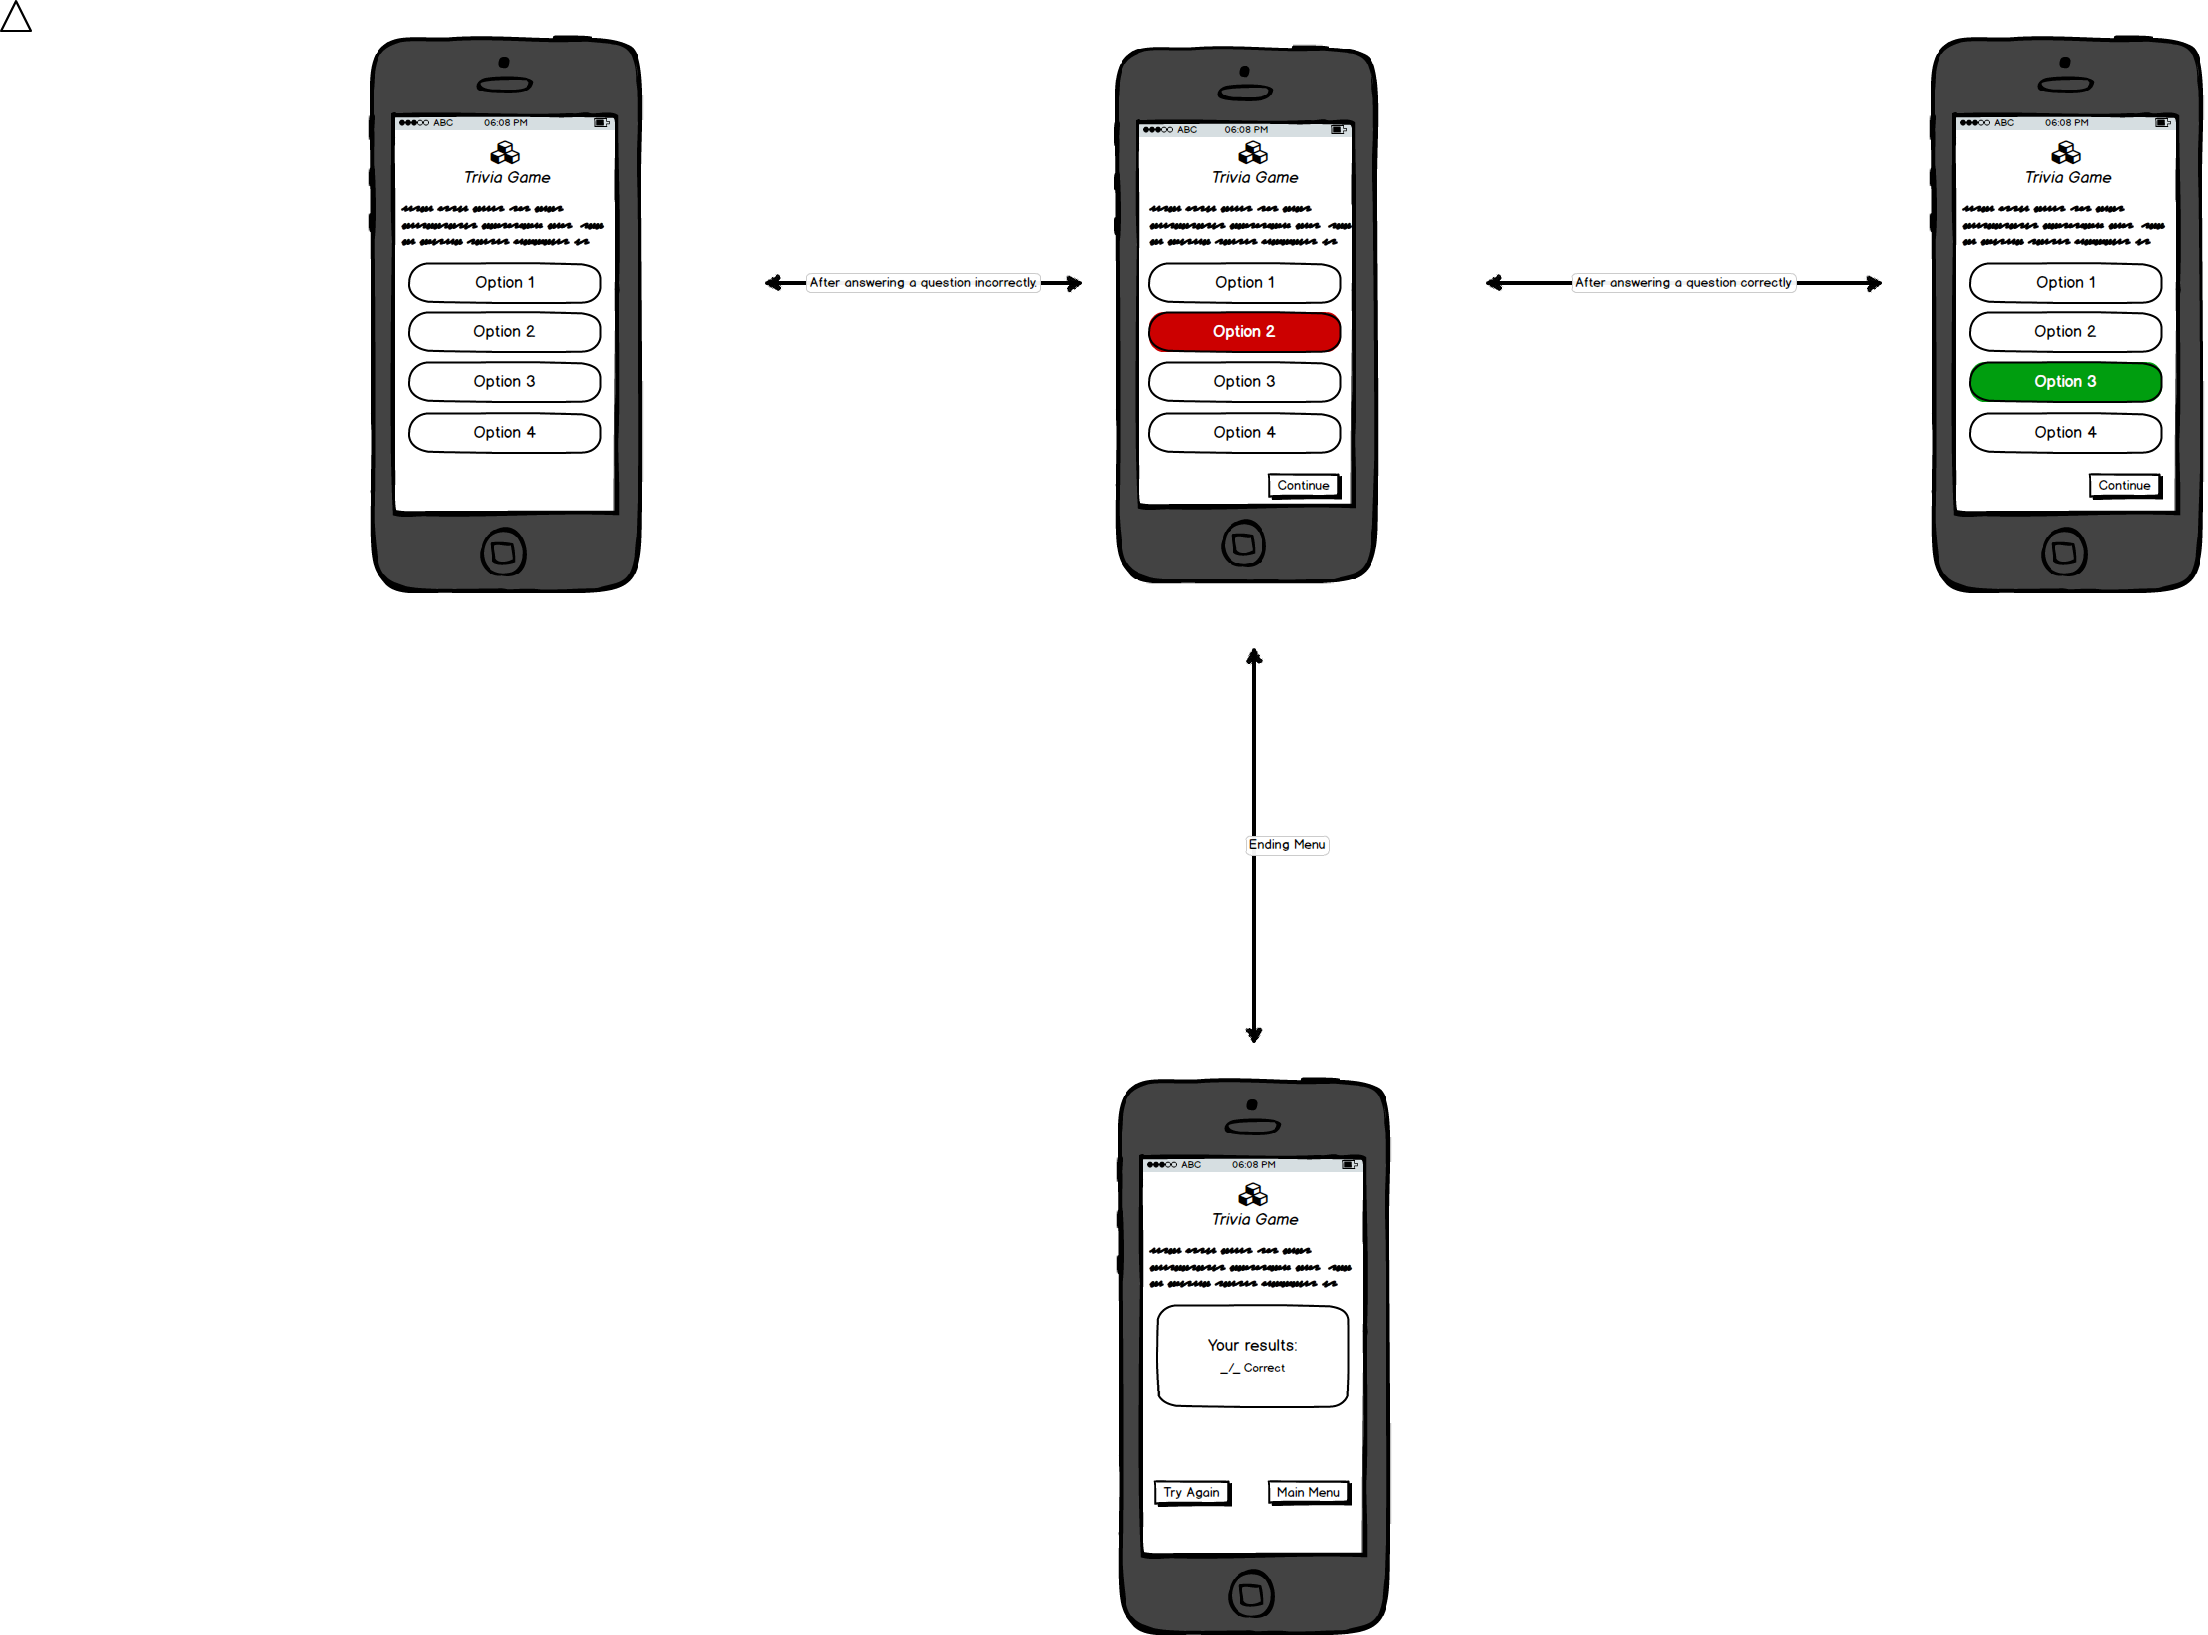 ABC 06:08 PM
Trivia Game
Option 1
Option 2
Option 3
Option 4
After answering a question incorrectly.
ABC 06:08 PM
Trivia Game
Option 1
Option 2
Option 3
Option 4
Continue
After answering a question correctly
ABC 06:08 PM
Trivia Game
Option 1
Option 2
Option 3
Option 4
Continue
Ending Menu
ABC 06:08 PM
Trivia Game
Your results:
_/_ Correct
Try Again Main Menu